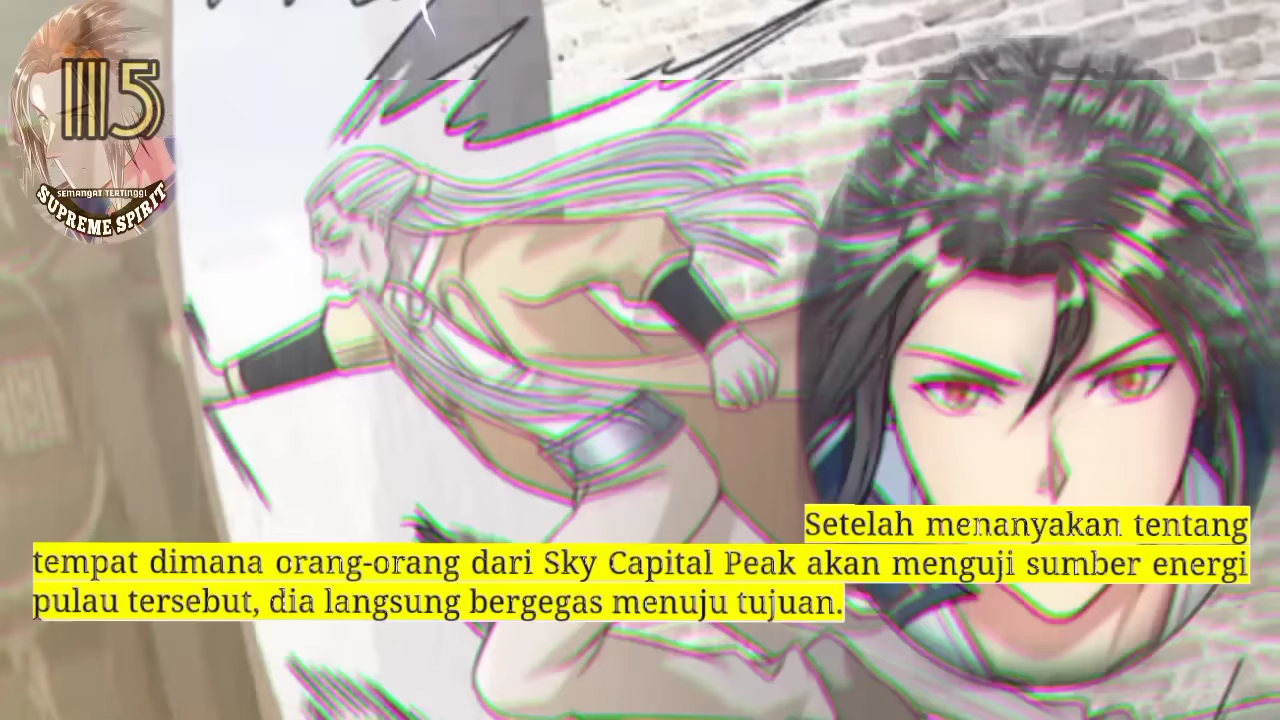 115
SEMANGAT TERTINGGI
SUPREME SPIRIT
Setelah menanyakan tentang
tempat dimana orang-orang dari Sky Capital Peak akan menguji sumber energi
pulau tersebut, dia langsung bergegas menuju tujuan.